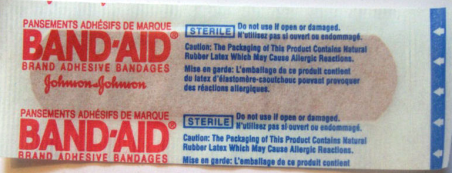 PANSEMENTS ADHÉSIFS DE MARQUE
BAND-AID®
BRAND ADHESIVE BANDAGES
Johnson & Johnson
STERILE Do not use if open or damaged.
N'utilisez pas si ouvert ou endommagé.
Caution: The Packaging of This Product Contains Natural
Rubber Latex Which May Cause Allergic Reactions.
Mise en garde: L'emballage de ce produit contient
du latex d'élastomère-caoutchouc pouvant provoquer
des réactions allergiques.
PANSEMENTS ADHÉSIFS DE MARQUE
BAND-AID®
BRAND ADHESIVE BANDAGES
STERILE Do not use if open or damaged.
N'utilisez pas si ouvert ou endommagé.
Caution: The Packaging of This Product Contains Natural
Rubber Latex Which May Cause Allergic Reactions.
Mise en garde: L'emballage de ce produit contient